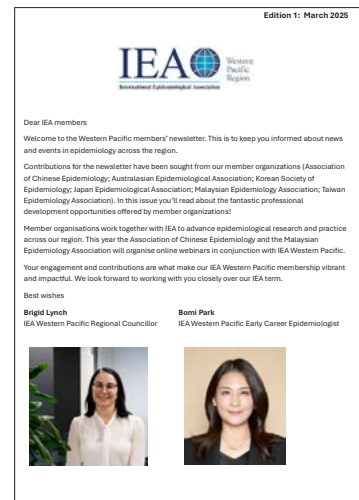 Edition 1: March 2025
IEA Western
Pacific
Region
International Epidemiological Association
Dear IEA members
Welcome to the Western Pacific members' newsletter. This is to keep you informed about news
and events in epidemiology across the region.
Contributions for the newsletter have been sought from our member organizations (Association
of Chinese Epidemiology; Australasian Epidemiological Association; Korean Society of
Epidemiology; Japan Epidemiological Association; Malaysian Epidemiology Association; Taiwan
Epidemiology Association). In this issue you'll read about the fantastic professional
development opportunities offered by member organizations!
Member organisations work together with IEA to advance epidemiological research and practice
across our region. This year the Association of Chinese Epidemiology and the Malaysian
Epidemiology Association will organise online webinars in conjunction with IEA Western Pacific.
Your engagement and contributions are what make our IEA Western Pacific membership vibrant
and impactful. We look forward to working with you closely over our IEA term.
Best wishes
Brigid Lynch Bomi Park
IEA Western Pacific Regional Councillor IEA Western Pacific Early Career Epidemiologist